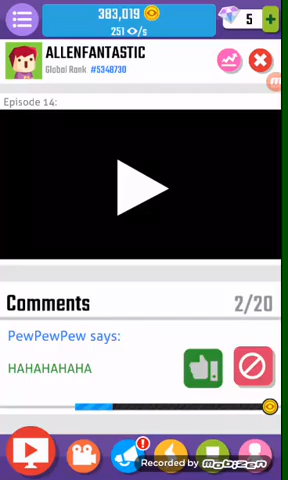 383,019
251 /s
5 +
ALLENFANTASTIC
Global Rank #5348730
Episode 14:
Comments 2/20
PewPewPew says:
HAHAHAHAHA
Recorded by mobizen